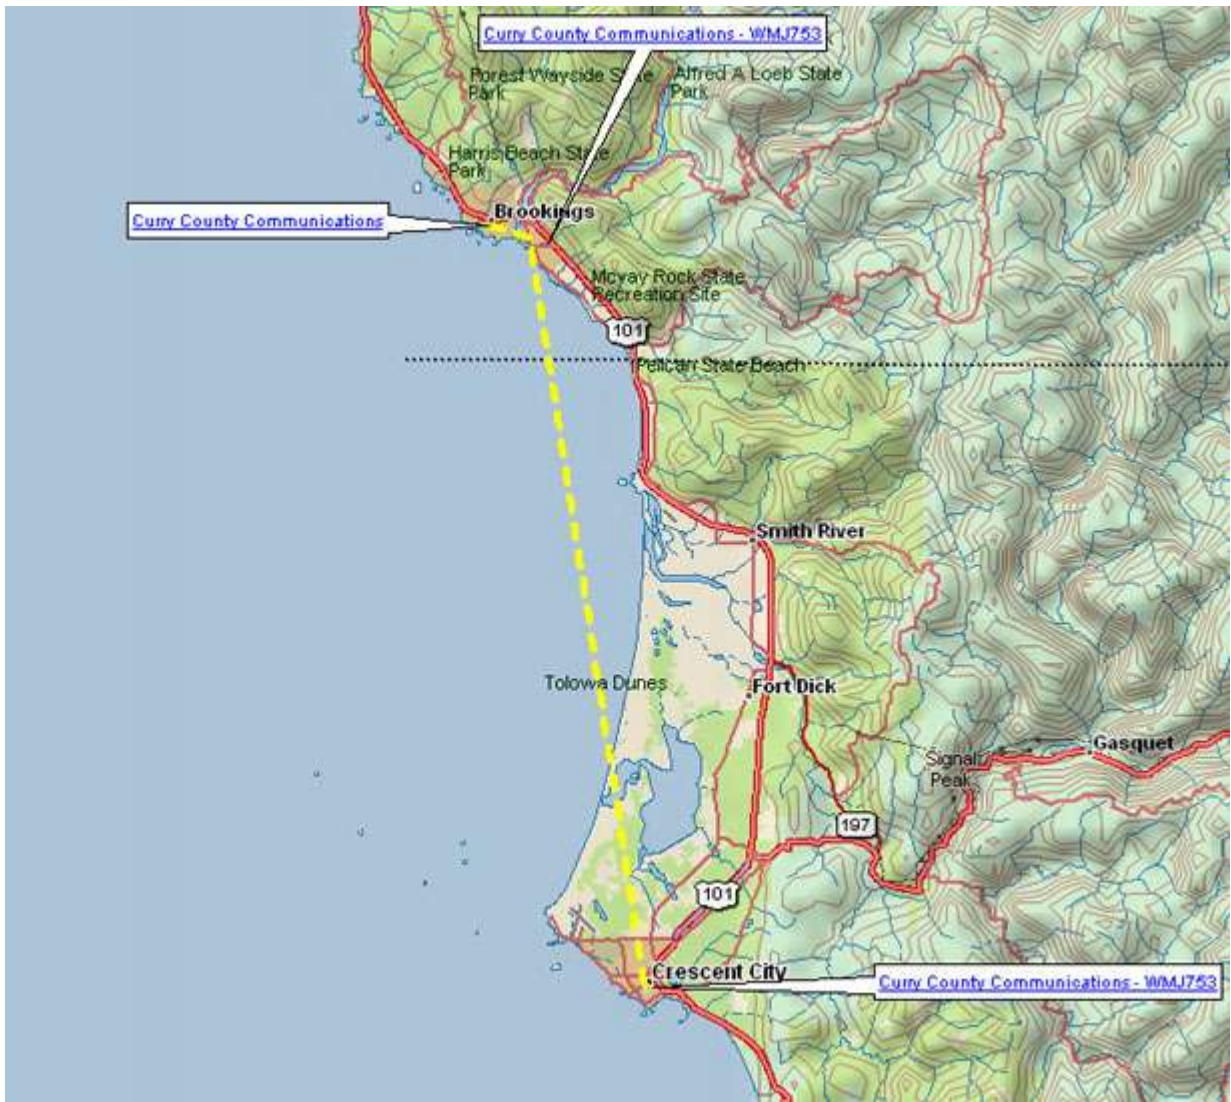 Curry County Communications - WMJ753
Forest Wayside State
Park
Alfred A Loeb State
Park
Harris Beach State
Park
Curry County Communications
Brookings
Mcvay Rock State
Recreation Site
101
Pelican State Beach
Smith River
Tolowa Dunes
Fort Dick
Gasquet
Signal
Peak
197
101
Crescent City
Curry County Communications - WMJ753